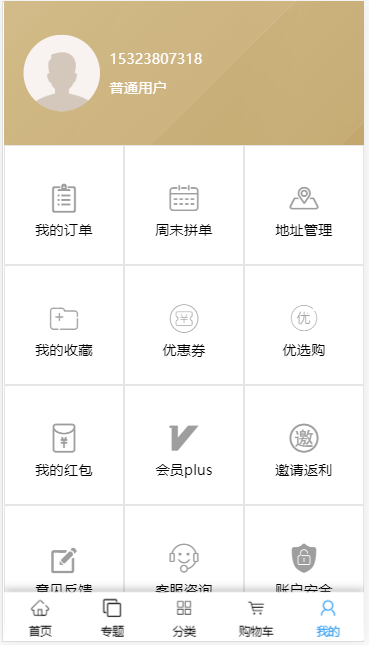 15323807318
普通用户
我的订单 周末拼单 地址管理
我的收藏 优惠券 优选购
优
我的红包 会员plus 邀请返利
邀
意见反馈 客服咨询 账户安全
首页 专题 分类 购物车 我的